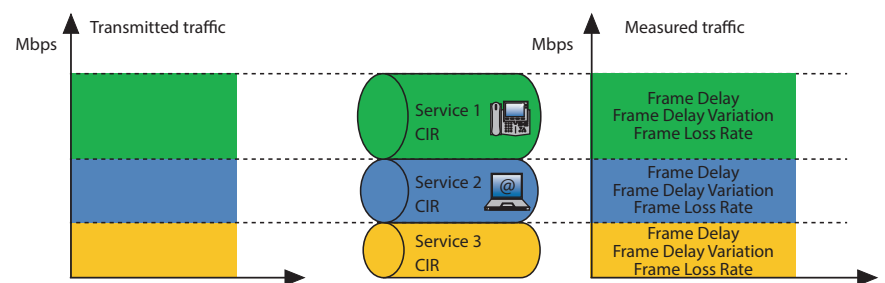 Transmitted traffic
Mbps
Service 1
CIR
Service 2
CIR
@
Service 3
CIR
Measured traffic
Mbps
Frame Delay
Frame Delay Variation
Frame Loss Rate
Frame Delay
Frame Delay Variation
Frame Loss Rate
Frame Delay
Frame Delay Variation
Frame Loss Rate